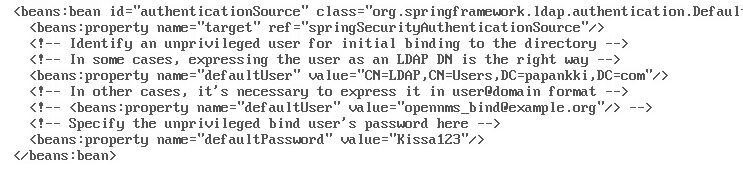 <beans:bean id="authenticationSource" class="org.springframework.ldap.authentication.Defaul
<beans:property name="target" ref="springSecurityAuthenticationSource"/>
<!-- Identify an unprivileged user for initial binding to the directory -->
<!-- In some cases, expressing the user as an LDAP DN is the right way -->
<beans:property name="defaultUser" value="CN=LDAP,CN=Users,DC=papankki,DC=com"/>
<!-- In other cases, it's necessary to express it in user@domain format -->
<!-- <beans:property name="defaultUser" value="opennms_bind@example.org"/> -->
<!-- Specify the unprivileged bind user's password here -->
<beans:property name="defaultPassword" value="Kissa123"/>
</beans:bean>